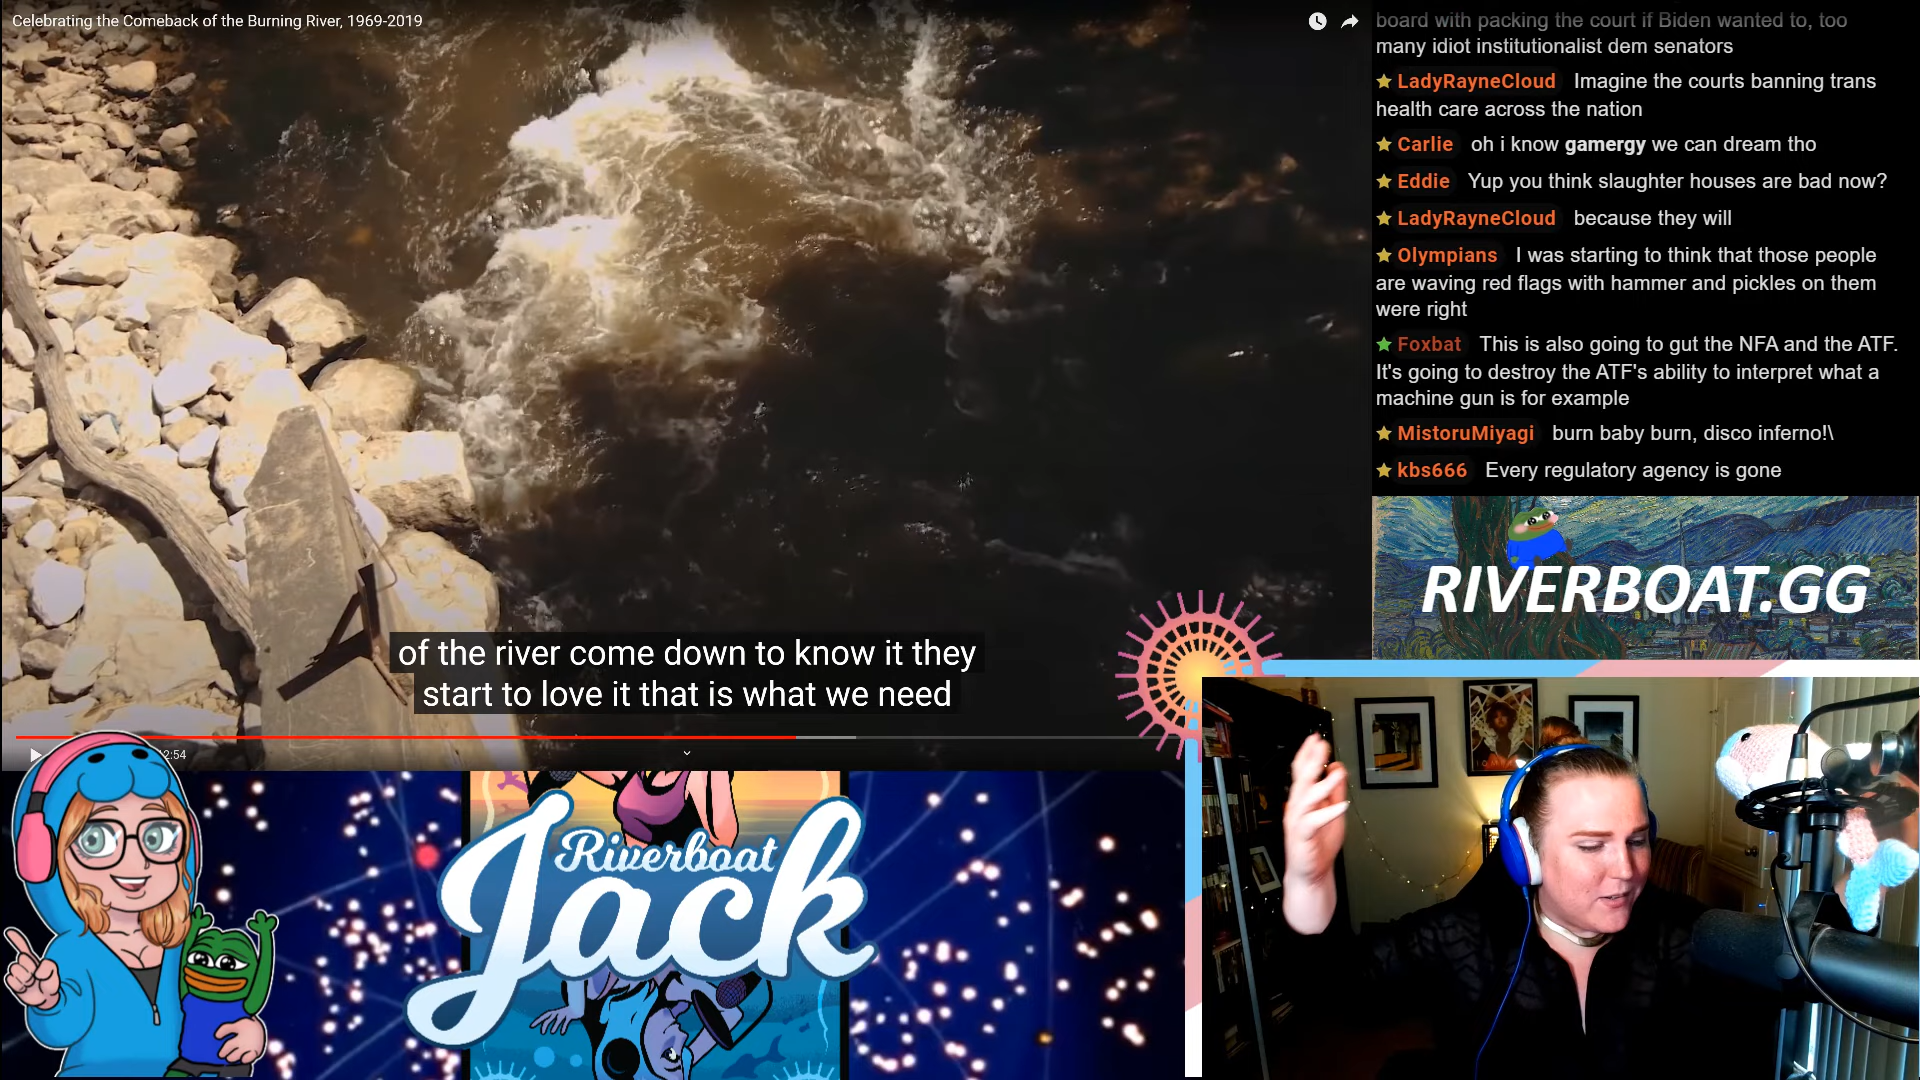 Celebrating the Comeback of the Burning River, 1969-2019
of the river come down to know it they
start to love it that is what we need
2:54
board with packing the court if Biden wanted to, too
many idiot institutionalist dem senators
LadyRayneCloud Imagine the courts banning trans
health care across the nation
Carlie oh i know gamergy we can dream tho
Eddie Yup you think slaughter houses are bad now?
LadyRayneCloud because they will
Olympians I was starting to think that those people
are waving red flags with hammer and pickles on them
were right
Foxbat This is also going to gut the NFA and the ATF.
It's going to destroy the ATF's ability to interpret what a
machine gun is for example
MistoruMiyagi burn baby burn, disco inferno!\
kbs666 Every regulatory agency is gone
RIVERBOAT.GG
Riverboat
Jack